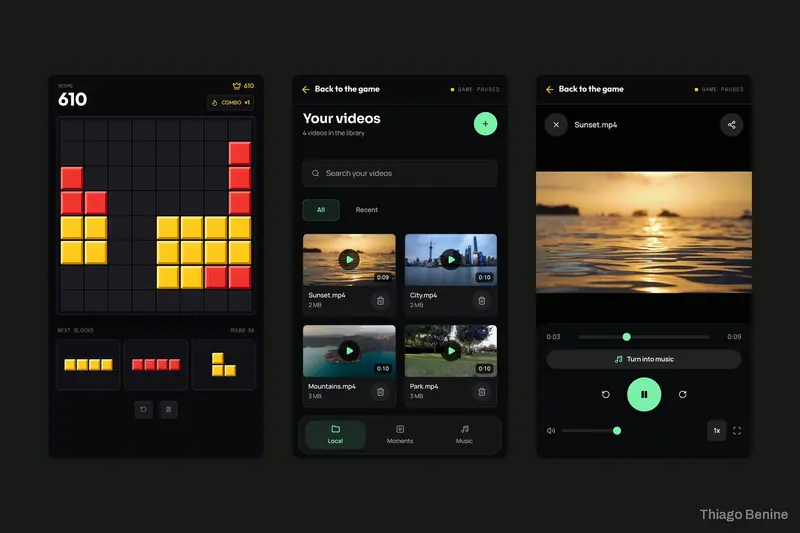 SCORE
610
610
COMBO +1
NEXT BLOCKS
ROUND 04
Back to the game
GAME PAUSED
Your videos
4 videos in the library
Search your videos
All
Recent
0:09
0:10
Sunset.mp4
2 MB
City.mp4
2 MB
0:10
0:10
Mountains.mp4
3 MB
Park.mp4
3 MB
Local
Moments
Music
Back to the game
GAME PAUSED
Sunset.mp4
0:03
0:09
Turn into music
1x
Thiago Benine